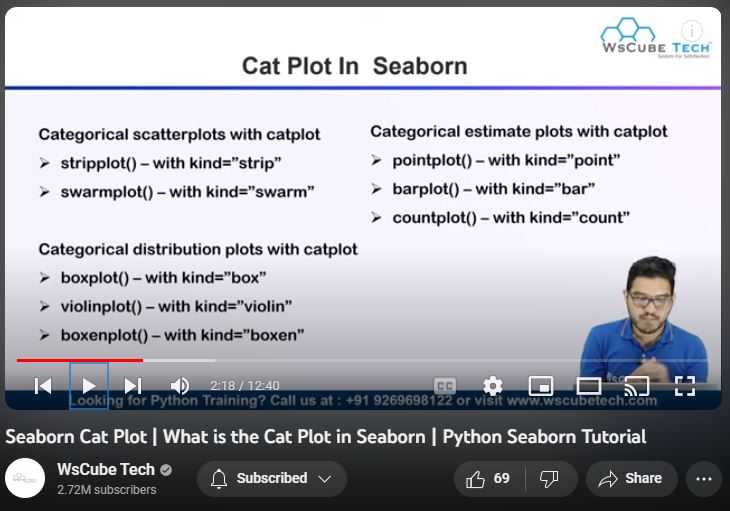 WsCube Tech
System For Satisfaction
Cat Plot In Seaborn
Categorical scatterplots with catplot
➤ stripplot() – with kind="strip"
➤ swarmplot() – with kind="swarm"
Categorical distribution plots with catplot
➤ boxplot() – with kind="box"
➤ violinplot() – with kind="violin"
➤ boxenplot() – with kind="boxen"
Categorical estimate plots with catplot
➤ pointplot() – with kind="point"
➤ barplot() – with kind="bar"
➤ countplot() – with kind="count"
2:18 / 12:40
CC
Looking for Python Training? Call us at : +91 9269698122 or visit www.wscubetech.com
Seaborn Cat Plot | What is the Cat Plot in Seaborn | Python Seaborn Tutorial
WsCube Tech
2.72M subscribers
Subscribed
69
Share